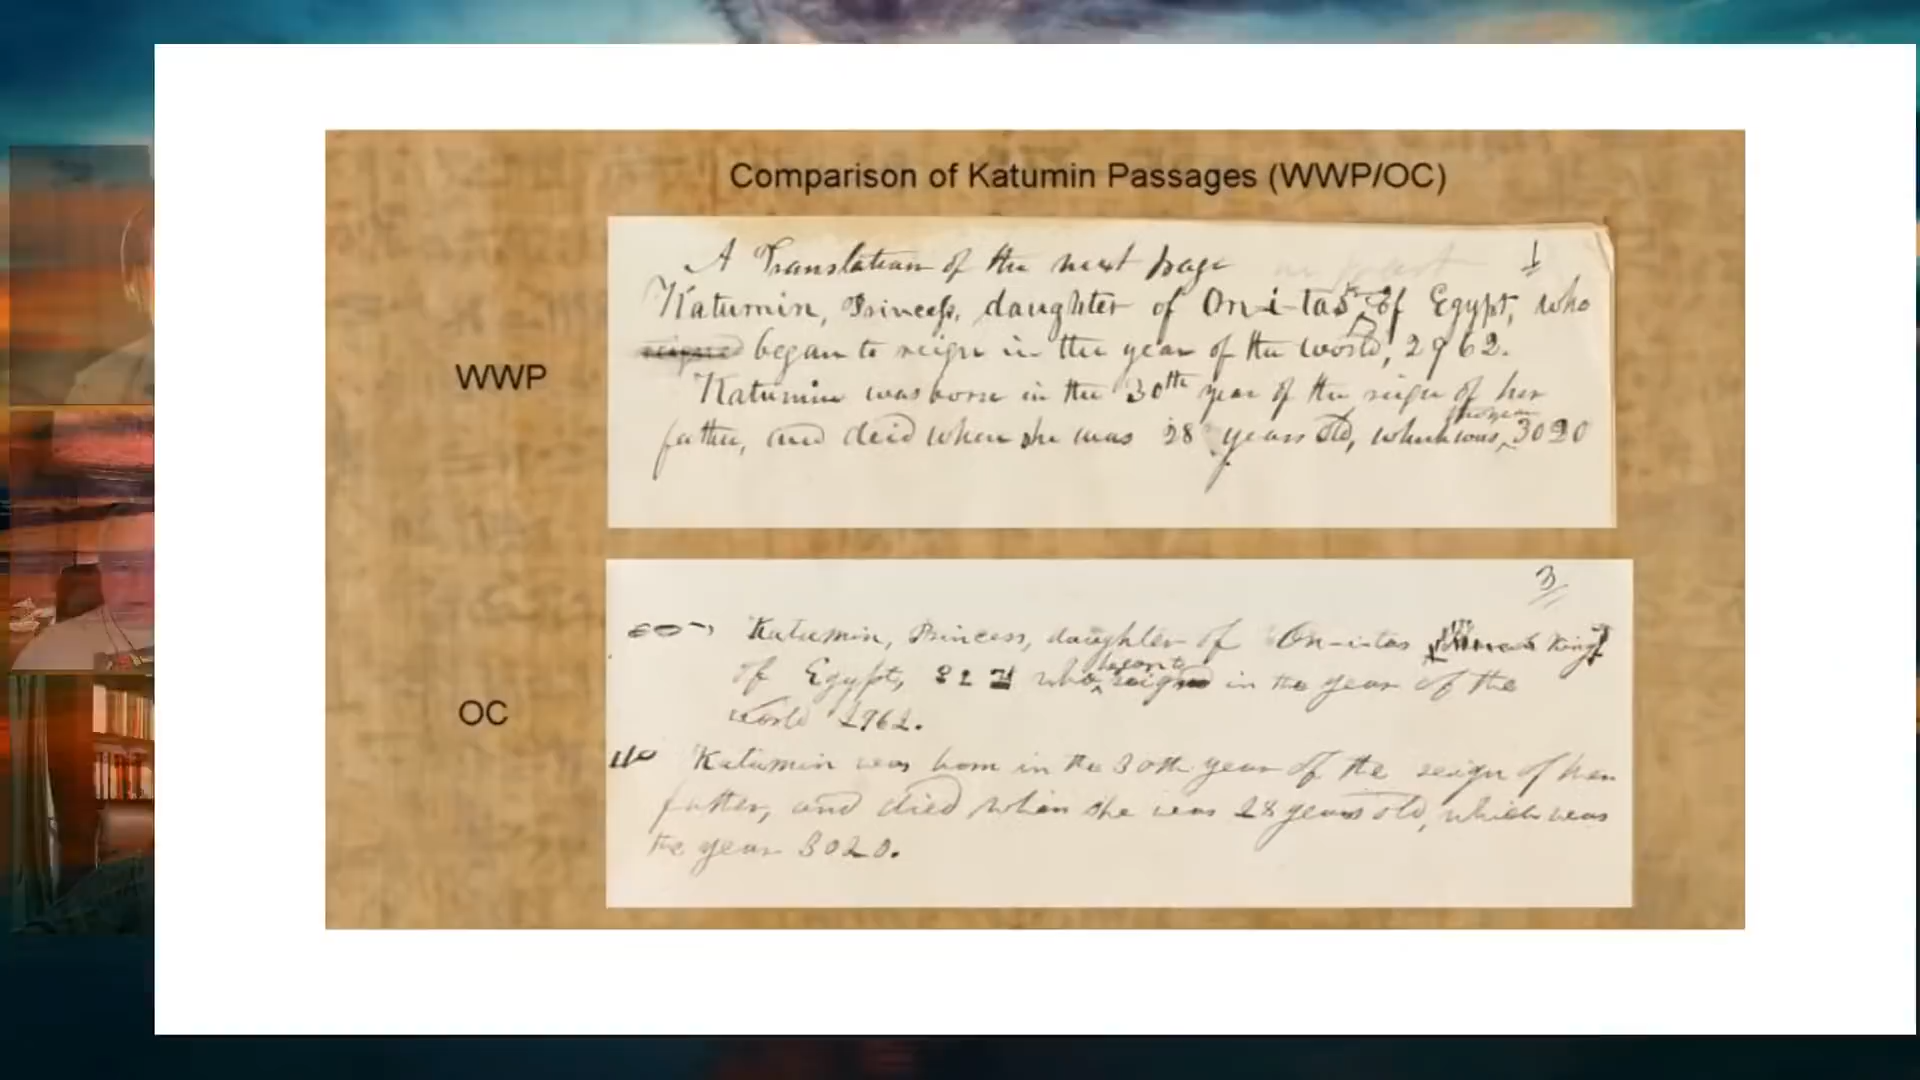 Comparison of Katumin Passages (WWP/OC)
WWP
A Translation of the next page
1
Katumin, Princess, daughter of On-i-tas of Egypt, who
reigned began to reign in the year of the world, 2962.
Katumin was born in the 30th year of the reign of her
the year
father, and deid when she was 28 years old, which was, 3020
OC
3
Katumin, Princess, daughter of On-i-tas King
of Egypt, who began to reign in the year of the
world 2962.
Katumin was born in the 30th year of the reign of her
father, and died when she was 28 years old, which was
the year 3020.